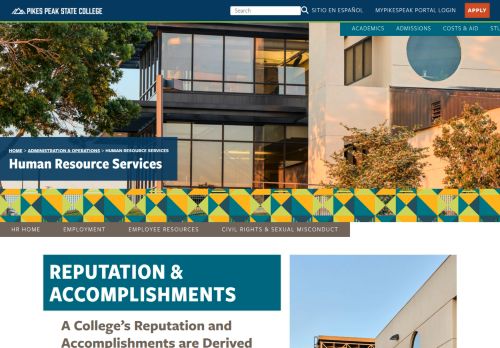 PIKES PEAK STATE COLLEGE
Search
SITIO EN ESPAÑOL
MYPIKESPEAK PORTAL LOGIN
APPLY
ACADEMICS
ADMISSIONS
COSTS & AID
HOME > ADMINISTRATION & OPERATIONS > HUMAN RESOURCE SERVICES
Human Resource Services
HR HOME
EMPLOYMENT
EMPLOYEE RESOURCES
CIVIL RIGHTS & SEXUAL MISCONDUCT
REPUTATION &
ACCOMPLISHMENTS
A College's Reputation and
Accomplishments are Derived